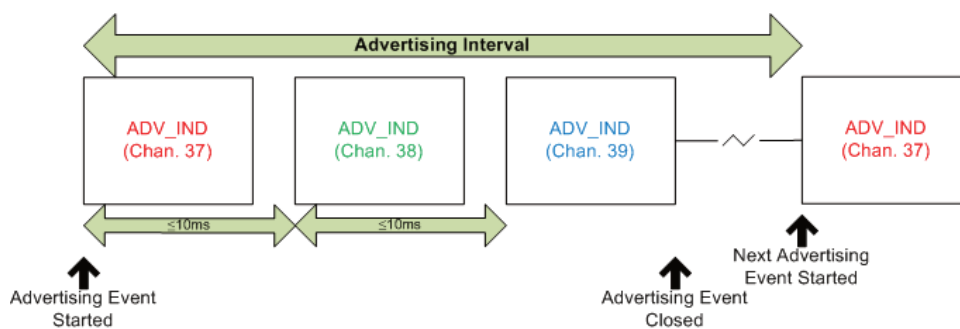 Advertising Interval
ADV_IND
(Chan. 37)
ADV_IND
(Chan. 38)
ADV_IND
(Chan. 39)
ADV_IND
(Chan. 37)
≤10ms
≤10ms
Advertising Event
Started
Advertising Event
Closed
Next Advertising
Event Started